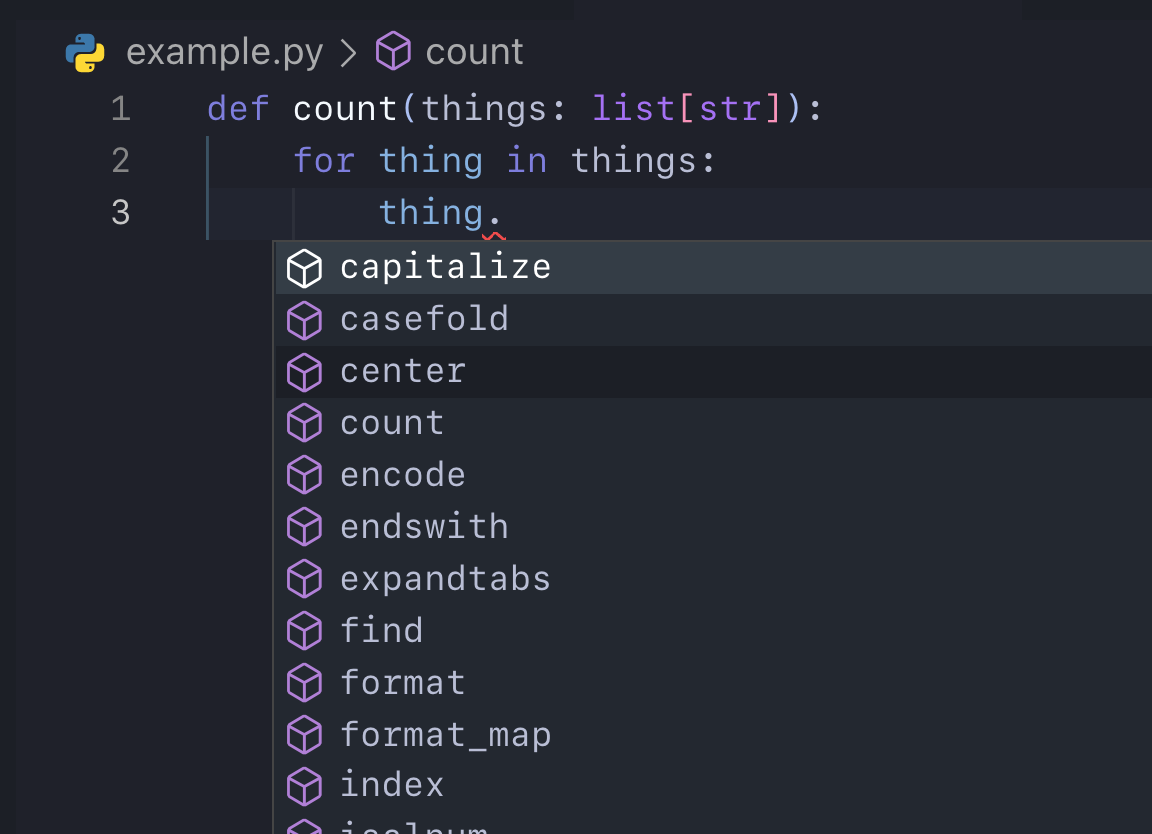 example.py > count
1 def count(things: list[str]):
2 for thing in things:
3 thing.
capitalize
casefold
center
count
encode
endswith
expandtabs
find
format
format_map
index